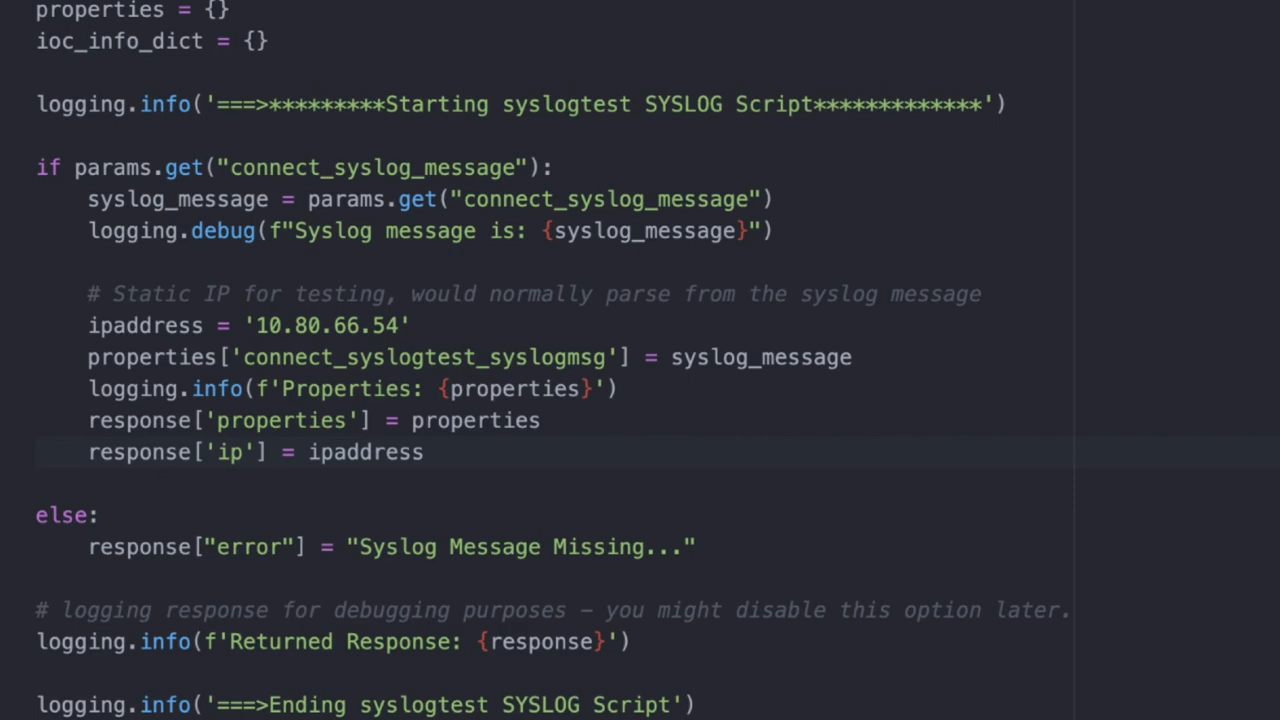 properties = {}
ioc_info_dict = {}
logging.info('===>*********Starting syslogtest SYSLOG Script*************')
if params.get("connect_syslog_message"):
    syslog_message = params.get("connect_syslog_message")
    logging.debug(f"Syslog message is: {syslog_message}")
    # Static IP for testing, would normally parse from the syslog message
    ipaddress = '10.80.66.54'
    properties['connect_syslogtest_syslogmsg'] = syslog_message
    logging.info(f'Properties: {properties}')
    response['properties'] = properties
    response['ip'] = ipaddress
else:
    response["error"] = "Syslog Message Missing..."
# logging response for debugging purposes – you might disable this option later.
logging.info(f'Returned Response: {response}')
logging.info('===>Ending syslogtest SYSLOG Script')